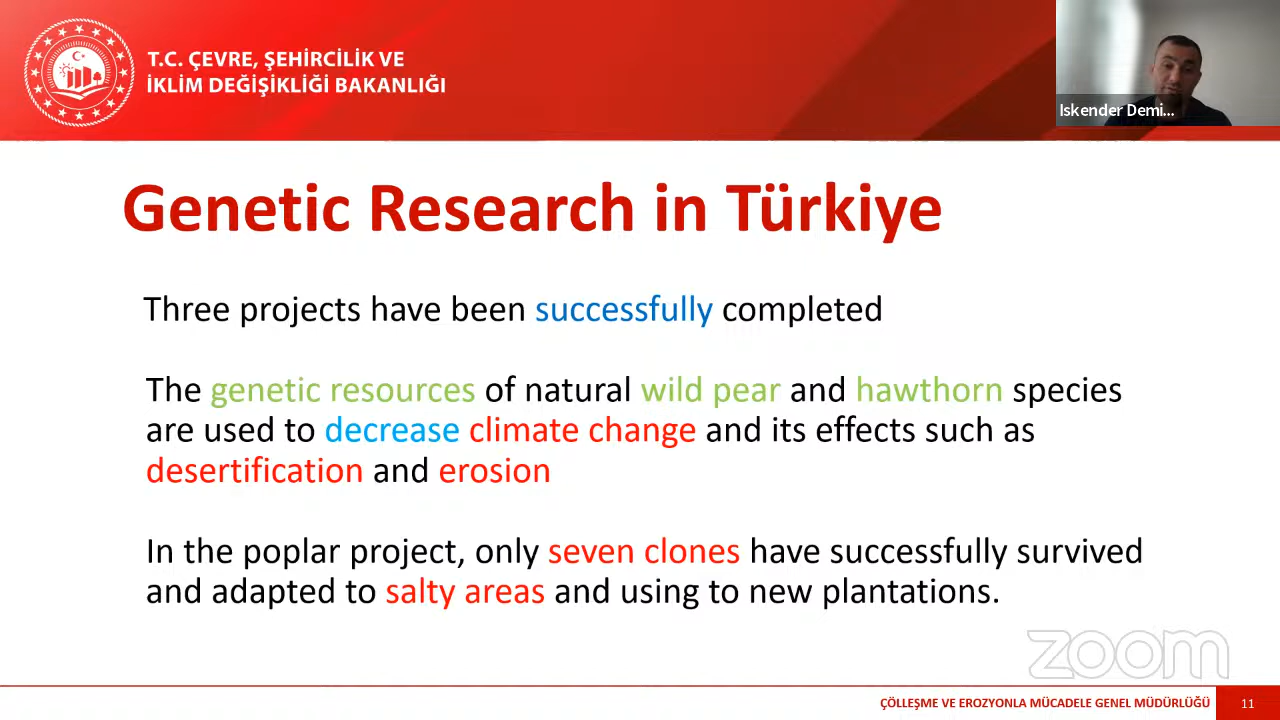 T.C. ÇEVRE, ŞEHİRCİLİK VE
İKLİM DEĞİŞİKLİĞİ BAKANLIĞI
Iskender Demi...
Genetic Research in Türkiye
Three projects have been successfully completed
The genetic resources of natural wild pear and hawthorn species
are used to decrease climate change and its effects such as
desertification and erosion
In the poplar project, only seven clones have successfully survived
and adapted to salty areas and using to new plantations.
zoom
ÇÖLLEŞME VE EROZYONLA MÜCADELE GENEL MÜDÜRLÜĞÜ
11